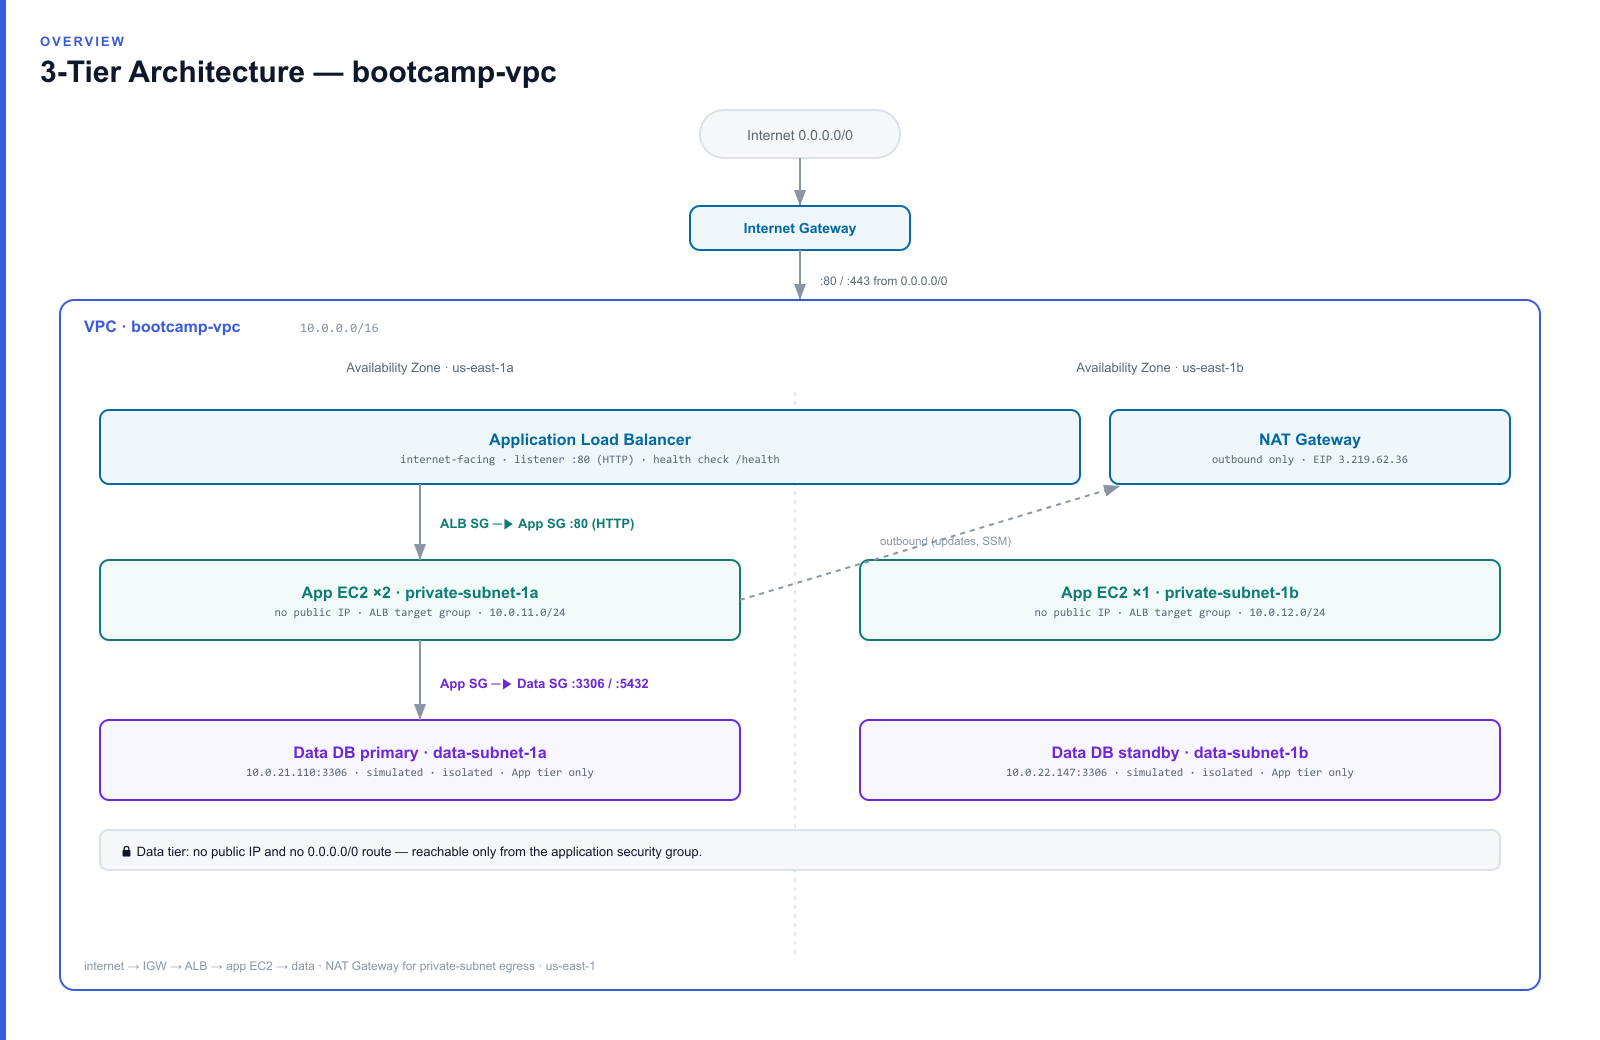 OVERVIEW
3-Tier Architecture — bootcamp-vpc
Internet 0.0.0.0/0
Internet Gateway
:80 / :443 from 0.0.0.0/0
VPC · bootcamp-vpc 10.0.0.0/16
Availability Zone · us-east-1a
Availability Zone · us-east-1b
Application Load Balancer
internet-facing · listener :80 (HTTP) · health check /health
NAT Gateway
outbound only · EIP 3.219.62.36
ALB SG ─▶ App SG :80 (HTTP)
outbound (updates, SSM)
App EC2 ×2 · private-subnet-1a
no public IP · ALB target group · 10.0.11.0/24
App EC2 ×1 · private-subnet-1b
no public IP · ALB target group · 10.0.12.0/24
App SG ─▶ Data SG :3306 / :5432
Data DB primary · data-subnet-1a
10.0.21.110:3306 · simulated · isolated · App tier only
Data DB standby · data-subnet-1b
10.0.22.147:3306 · simulated · isolated · App tier only
🔒 Data tier: no public IP and no 0.0.0.0/0 route — reachable only from the application security group.
internet → IGW → ALB → app EC2 → data · NAT Gateway for private-subnet egress · us-east-1